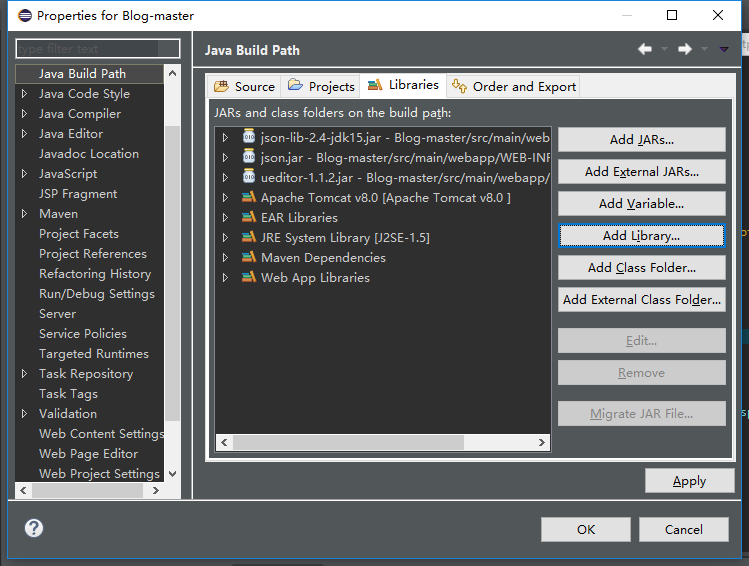 Properties for Blog-master
type filter text
Java Build Path
Java Code Style
Java Compiler
Java Editor
Javadoc Location
JavaScript
JSP Fragment
Maven
Project Facets
Project References
Refactoring History
Run/Debug Settings
Server
Service Policies
Targeted Runtimes
Task Repository
Task Tags
Validation
Web Content Settings
Web Page Editor
Web Project Settings
Java Build Path
Source
Projects
Libraries
Order and Export
JARs and class folders on the build path:
json-lib-2.4-jdk15.jar - Blog-master/src/main/web
json.jar - Blog-master/src/main/webapp/WEB-INF
ueditor-1.1.2.jar - Blog-master/src/main/webapp/
Apache Tomcat v8.0 [Apache Tomcat v8.0 ]
EAR Libraries
JRE System Library [J2SE-1.5]
Maven Dependencies
Web App Libraries
Add JARs...
Add External JARs...
Add Variable...
Add Library...
Add Class Folder...
Add External Class Folder...
Edit...
Remove
Migrate JAR File...
Apply
OK
Cancel